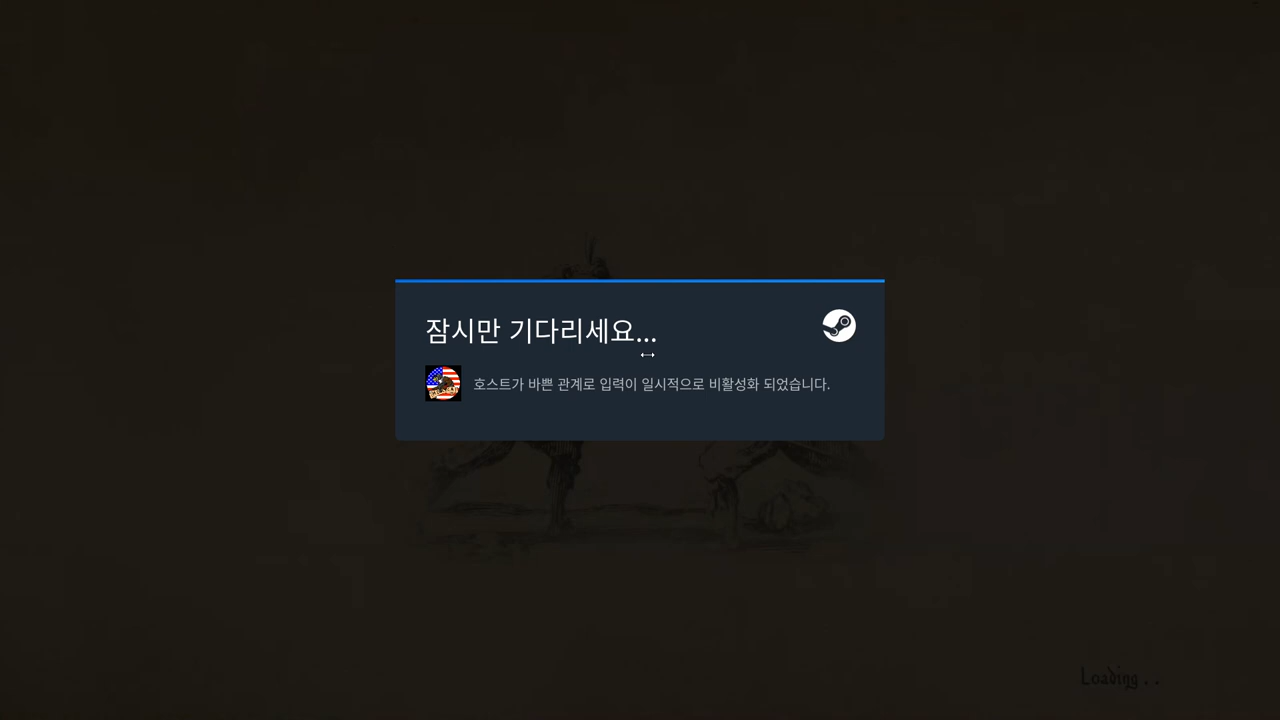 잠시만 기다리세요...
호스트가 바쁜 관계로 입력이 일시적으로 비활성화 되었습니다.
Loading . .